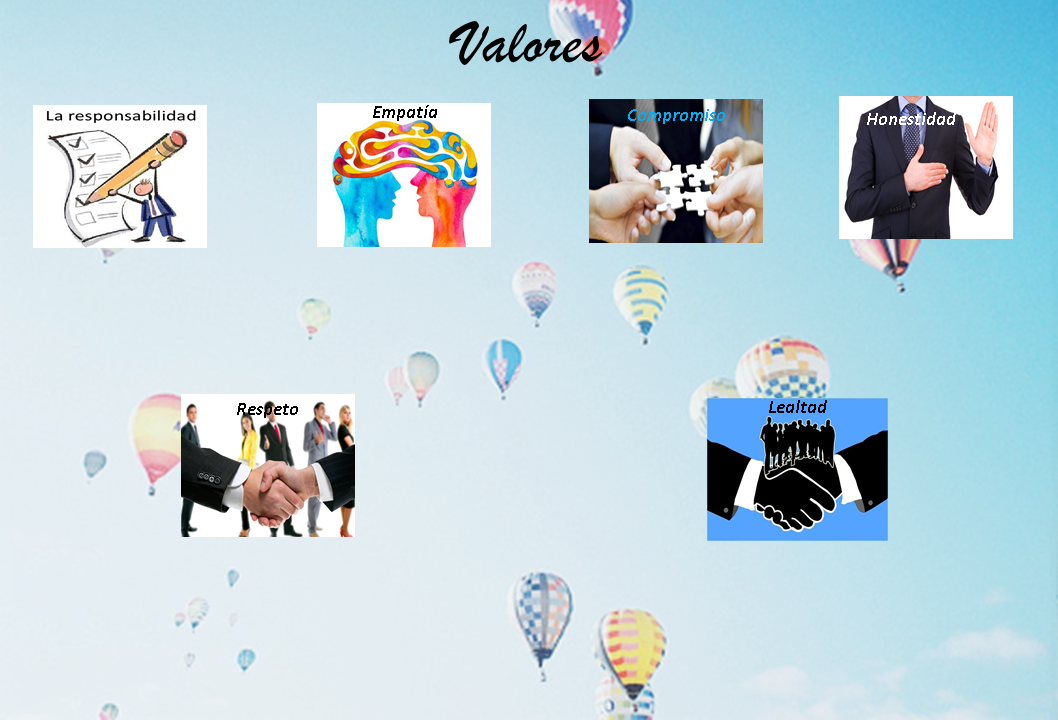 Valores
La responsabilidad
Empatía
Compromiso
Honestidad
Respeto
Lealtad